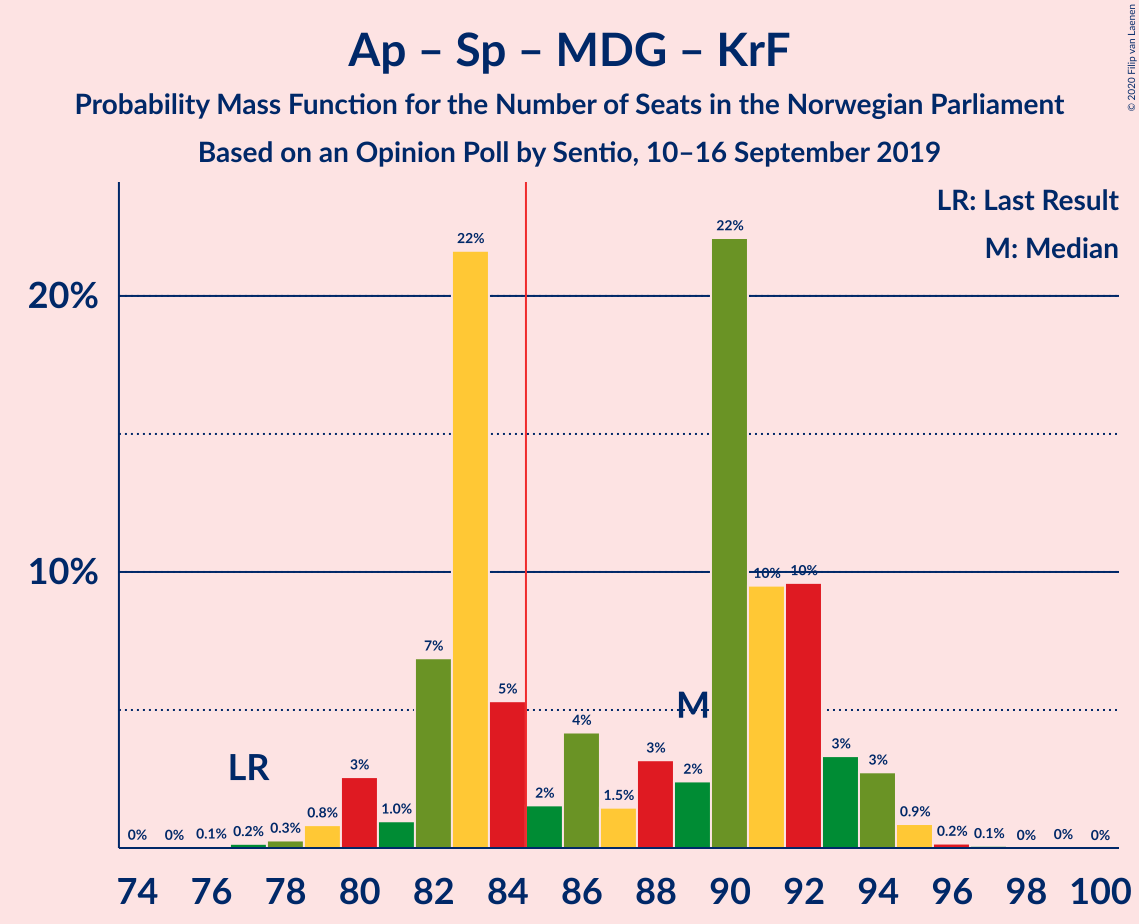 Ap – Sp – MDG – KrF
Probability Mass Function for the Number of Seats in the Norwegian Parliament
Based on an Opinion Poll by Sentio, 10–16 September 2019
© 2020 Filip van Laenen
LR: Last Result
M: Median
20%
10%
0% 0% 0.1% 0.2% 0.3% 0.8% 3% 1.0% 7% 22% 5% 2% 4% 1.5% 3% 2% 22% 10% 10% 3% 3% 0.9% 0.2% 0.1% 0% 0% 0%
LR
M
74 76 78 80 82 84 86 88 90 92 94 96 98 100